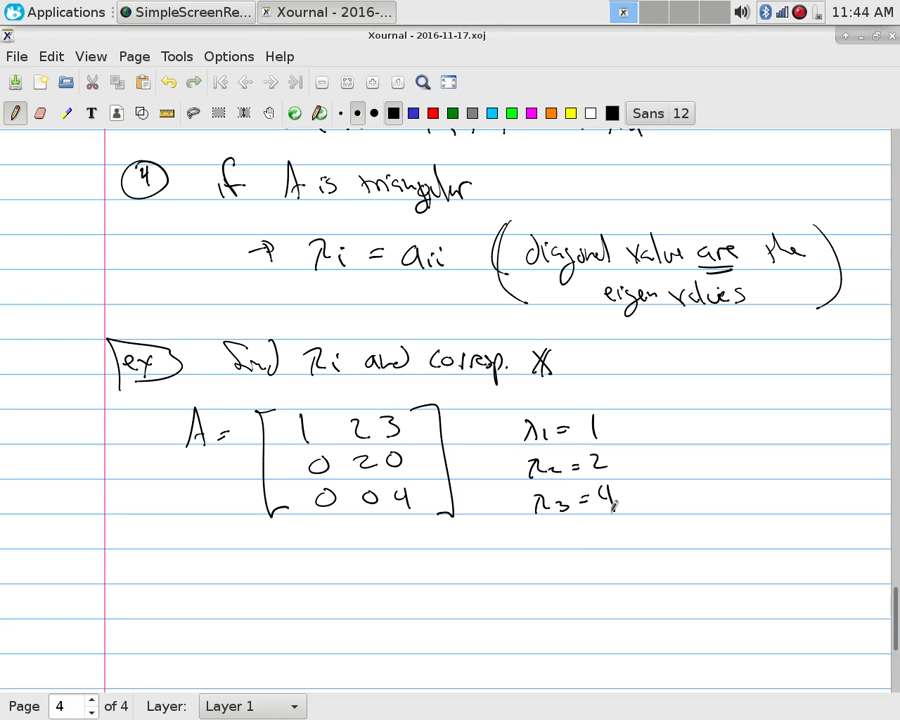 Applications SimpleScreenRe... Xournal - 2016-... 11:44 AM
Xournal - 2016-11-17.xoj
File Edit View Page Tools Options Help
Sans 12
4 if A is triangular
→ λi = aii (diagonal value are the
eigen values)
ex find λi and corresp. X
A = [ 1 2 3 λ1 = 1
0 2 0 λ2 = 2
0 0 4 ] λ3 = 4
Page 4 of 4 Layer: Layer 1